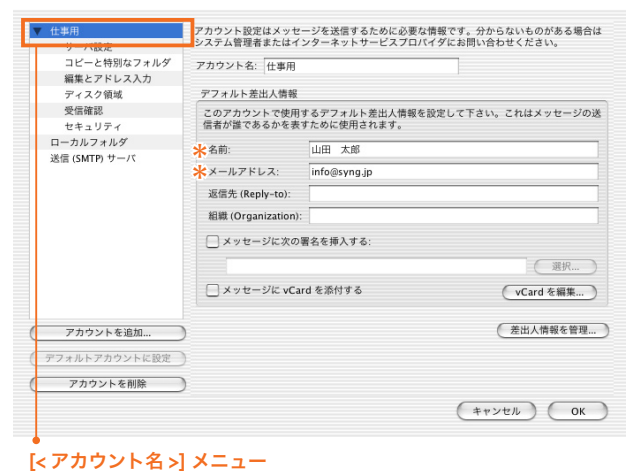 仕事用
サーバ設定
コピーと特別なフォルダ
編集とアドレス入力
ディスク領域
受信確認
セキュリティ
ローカルフォルダ
送信 (SMTP) サーバ
アカウントを追加...
デフォルトアカウントに設定
アカウントを削除
アカウント設定はメッセージを送信するために必要な情報です。分からないものがある場合は
システム管理者またはインターネットサービスプロバイダにお問い合わせください。
アカウント名: 仕事用
デフォルト差出人情報
このアカウントで使用するデフォルト差出人情報を設定して下さい。これはメッセージの送
信者が誰であるかを表すために使用されます。
*名前: 山田 太郎
*メールアドレス: info@syng.jp
返信先 (Reply-to):
組織 (Organization):
メッセージに次の署名を挿入する:
選択...
メッセージに vCard を添付する
vCard を編集...
差出人情報を管理...
キャンセル OK
[<アカウント名>] メニュー